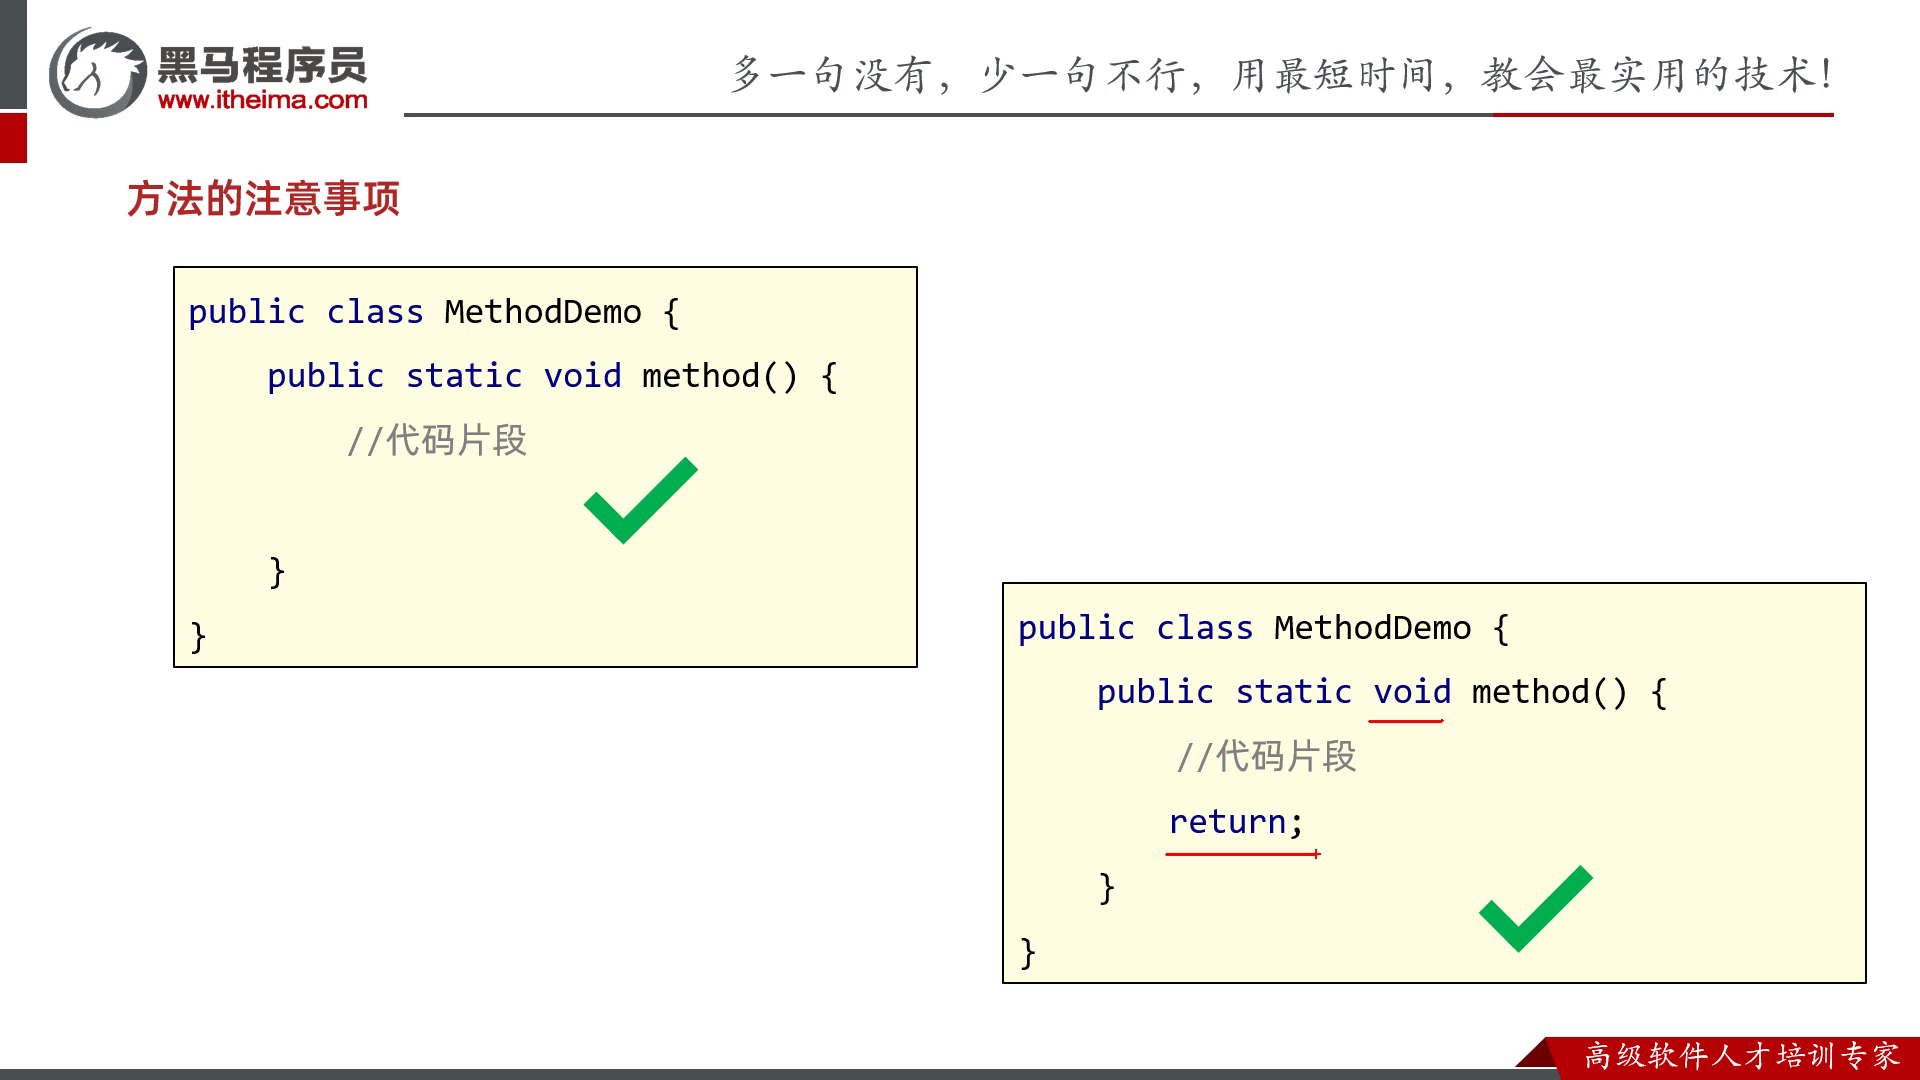 黑马程序员
www.itheima.com
多一句没有，少一句不行，用最短时间，教会最实用的技术！
方法的注意事项
public class MethodDemo {
    public static void method() {
        //代码片段
    }
}
public class MethodDemo {
    public static void method() {
        //代码片段
        return;
    }
}
高级软件人才培训专家